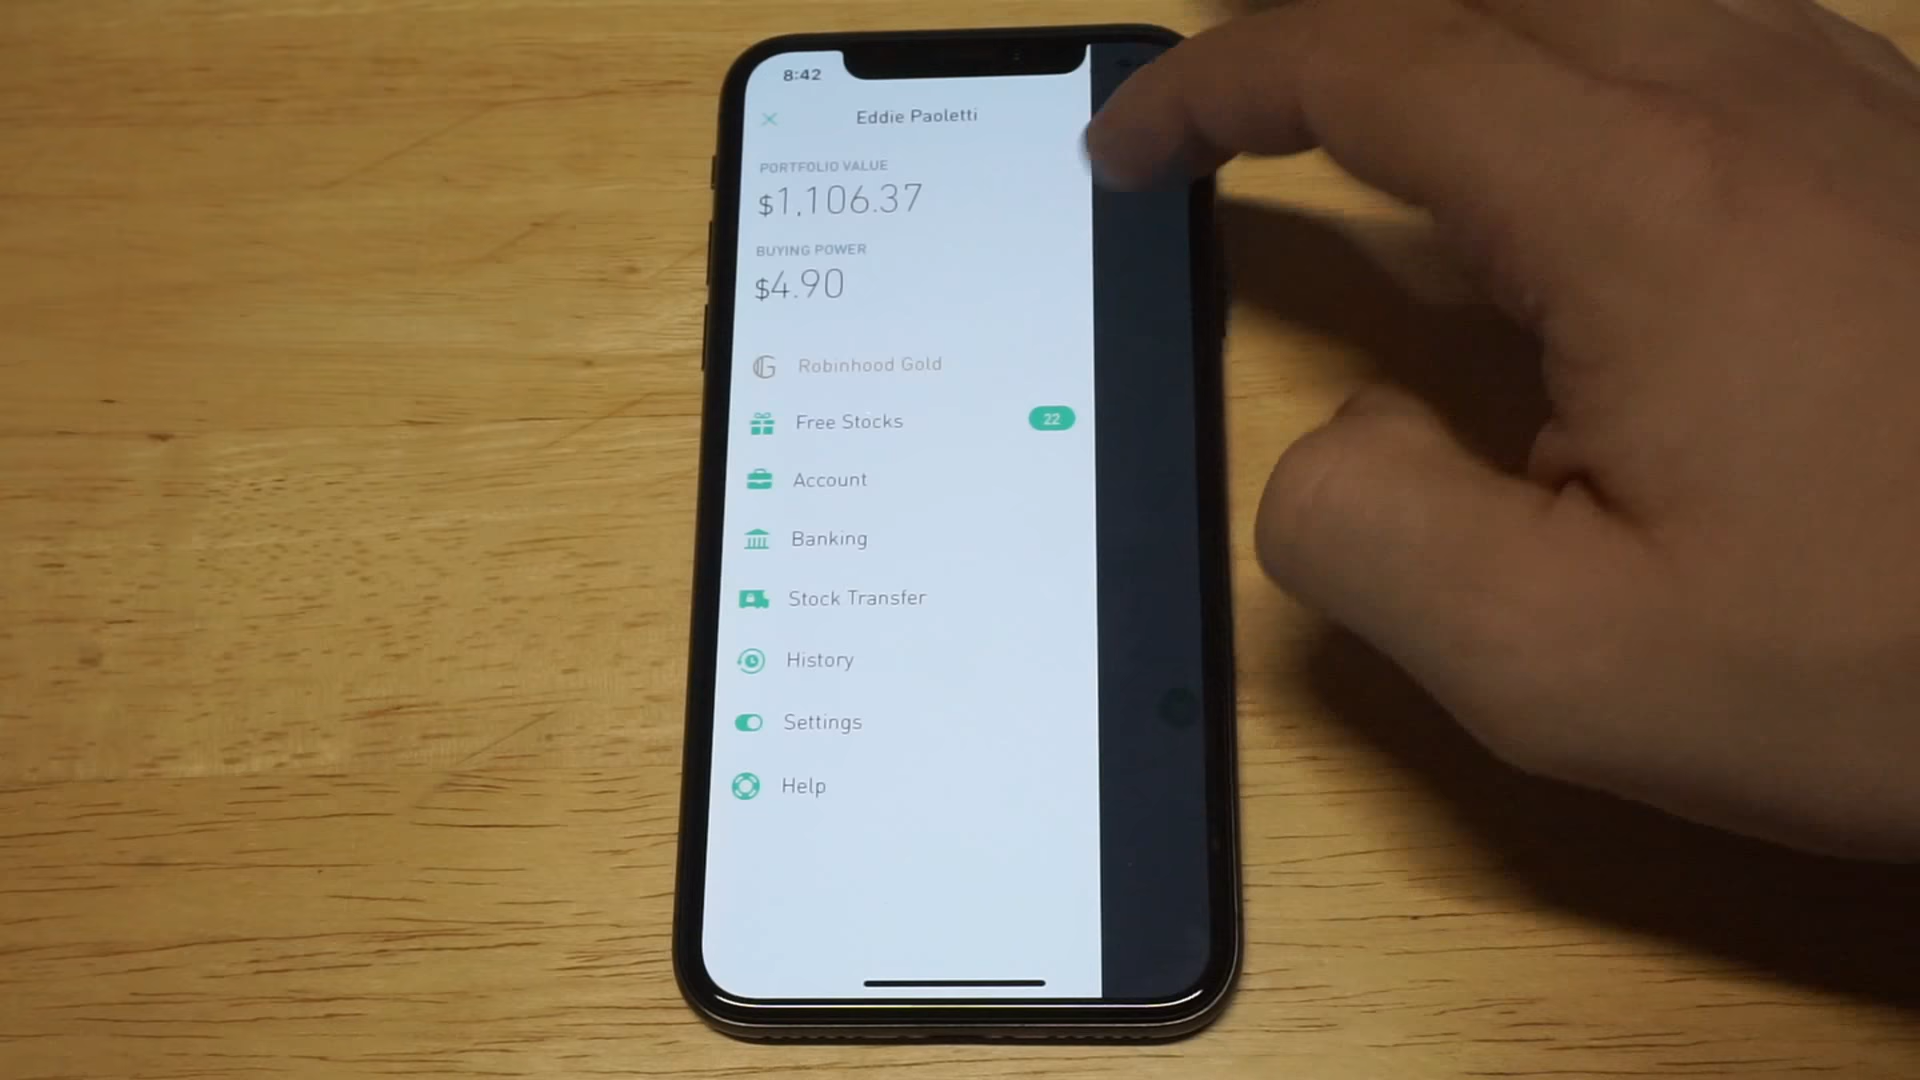 8:42
Eddie Paoletti
PORTFOLIO VALUE
$1,106.37
BUYING POWER
$4.90
Robinhood Gold
Free Stocks 22
Account
Banking
Stock Transfer
History
Settings
Help